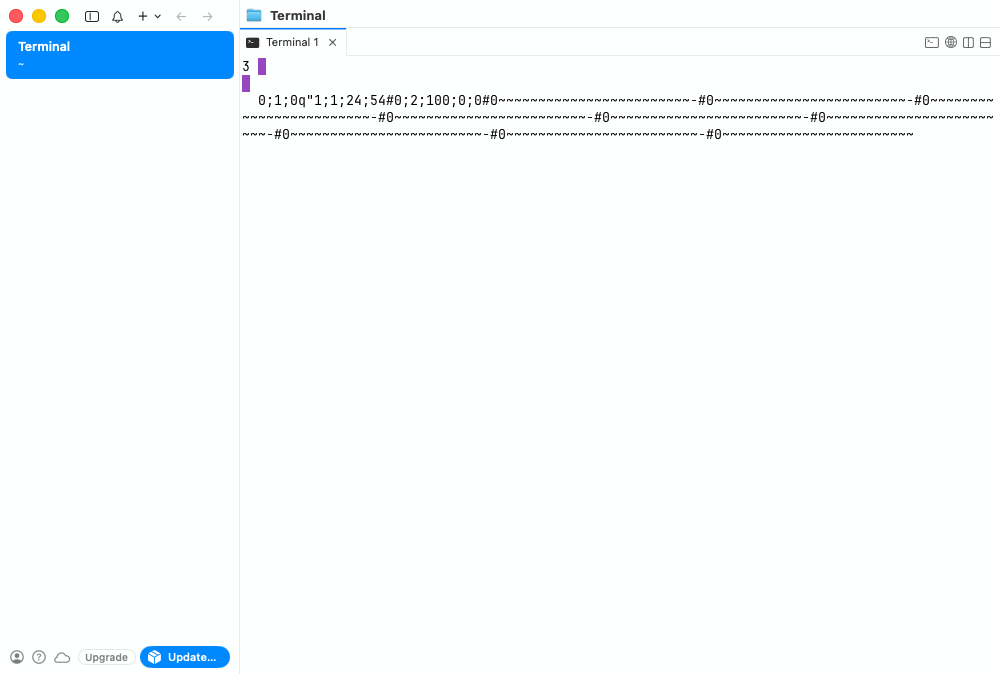 Terminal
~
Terminal
Terminal 1
3
0;1;0q"1;1;24;54#0;2;100;0;0#0~~~~~~~~~~~~~~~~~~~~~~~~-#0~~~~~~~~~~~~~~~~~~~~~~~~-#0~~~~~~~~
~~~~~~~~~~~~~~~~-#0~~~~~~~~~~~~~~~~~~~~~~~~-#0~~~~~~~~~~~~~~~~~~~~~~~~-#0~~~~~~~~~~~~~~~~~~~~~
~~~-#0~~~~~~~~~~~~~~~~~~~~~~~~-#0~~~~~~~~~~~~~~~~~~~~~~~~-#0~~~~~~~~~~~~~~~~~~~~~~~~
Upgrade
Update...